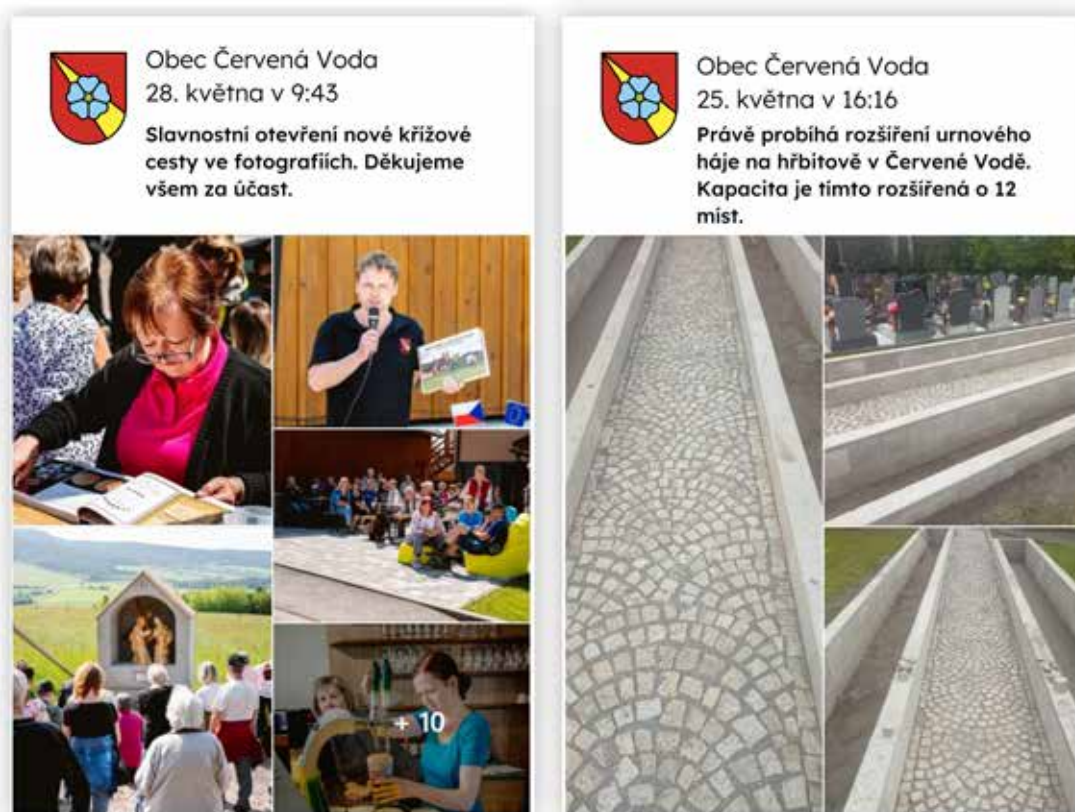 Obec Červená Voda
28. května v 9:43
Slavnostní otevření nové křížové
cesty ve fotografiích. Děkujeme
všem za účast.
+ 10
Obec Červená Voda
25. května v 16:16
Právě probíhá rozšíření urnového
háje na hřbitově v Červené Vodě.
Kapacita je tímto rozšířená o 12
míst.